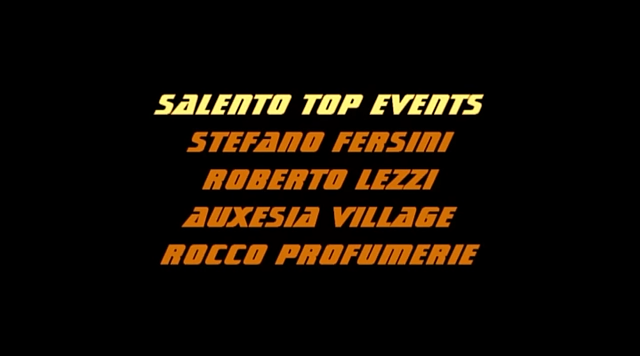 SALENTO TOP EVENTS
STEFANO FERSINI
ROBERTO LEZZI
AUXESIA VILLAGE
ROCCO PROFUMERIE